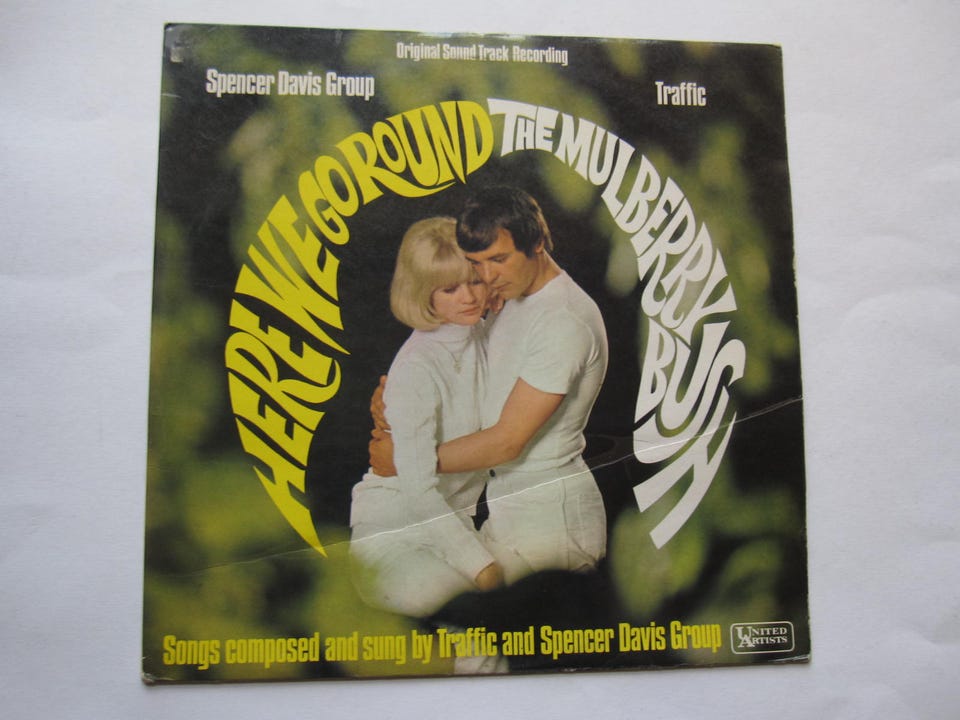 Original Sound Track Recording
Spencer Davis Group
Traffic
HERE WE GO ROUND THE MULBERRY BUSH
Songs composed and sung by Traffic and Spencer Davis Group
UNITED
ARTISTS